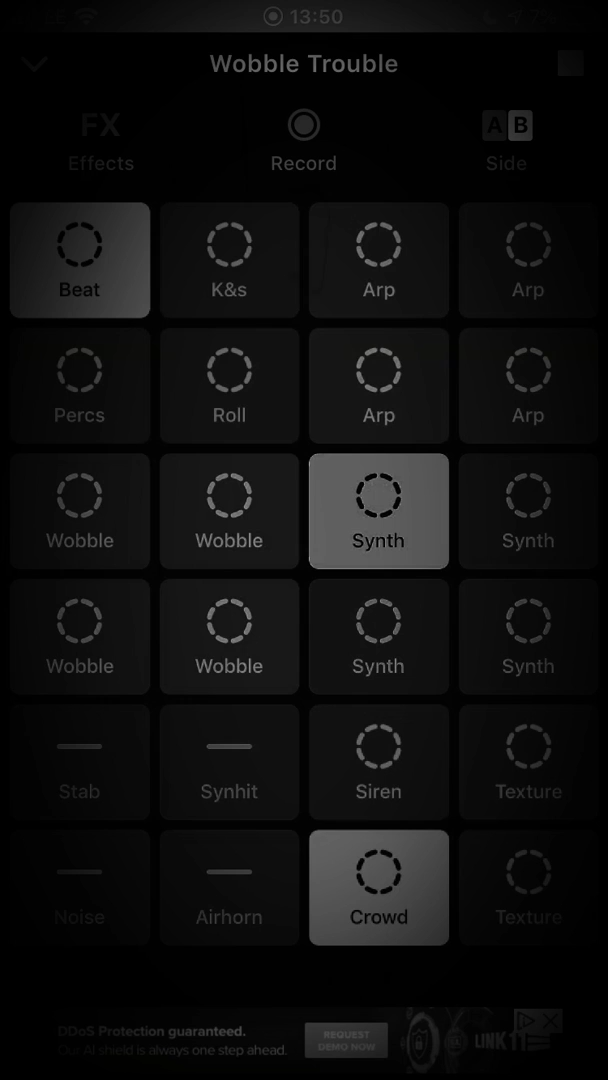 13:50
Wobble Trouble
FX
A B
Effects
Record
Side
Beat
K&s
Arp
Arp
Percs
Roll
Arp
Arp
Wobble
Wobble
Synth
Synth
Wobble
Wobble
Synth
Synth
Stab
Synhit
Siren
Texture
Noise
Airhorn
Crowd
Texture
DDoS Protection guaranteed.
Our AI shield is always one step ahead.
REQUEST
DEMO NOW
LINK11